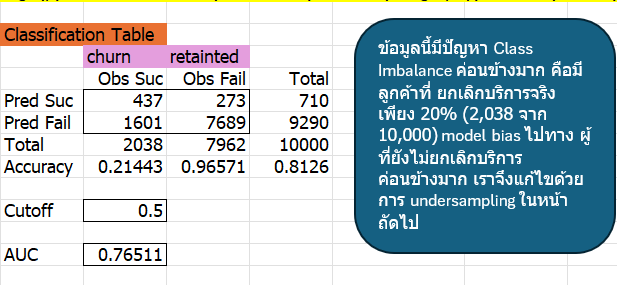 Classification Table
churn retainted
Obs Suc Obs Fail Total
Pred Suc 437 273 710
Pred Fail 1601 7689 9290
Total 2038 7962 10000
Accuracy 0.21443 0.96571 0.8126
Cutoff 0.5
AUC 0.76511
ข้อมูลนี้มีปัญหา Class
Imbalance ค่อนข้างมาก คือมี
ลูกค้าที่ ยกเลิกบริการจริง
เพียง 20% (2,038 จาก
10,000) model bias ไปทาง ผู้
ที่ยังไม่ยกเลิกบริการ
ค่อนข้างมาก เราจึงแก้ไขด้วย
การ undersampling ในหน้า
ถัดไป